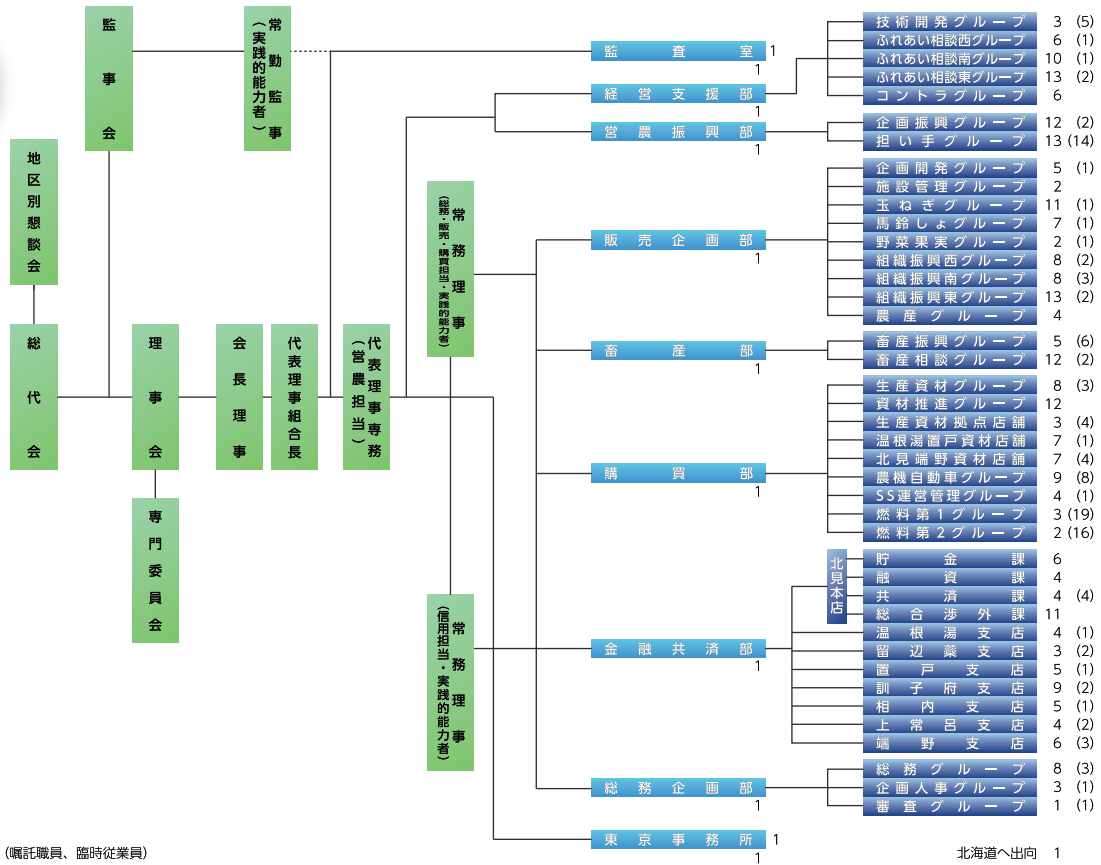 監事会
常勤監事
（実践的能力者）
地区別懇談会
総代会
理事会
専門委員会
会長理事
代表理事組合長
代表理事専務
（営農担当）
常務理事
（総務・販売・購買担当・実践的能力者）
常務理事
（信用担当・実践的能力者）
監査室 1
1
経営支援部
1
技術開発グループ 3 (5)
ふれあい相談西グループ 6 (1)
ふれあい相談南グループ 10 (1)
ふれあい相談東グループ 13 (2)
コントラグループ 6
営農振興部
1
企画振興グループ 12 (2)
担い手グループ 13 (14)
販売企画部
1
企画開発グループ 5 (1)
施設管理グループ 2
玉ねぎグループ 11 (1)
馬鈴しょグループ 7 (1)
野菜果実グループ 2 (1)
組織振興西グループ 8 (2)
組織振興南グループ 8 (3)
組織振興東グループ 13 (2)
農産グループ 4
畜産部
1
畜産振興グループ 5 (6)
畜産相談グループ 12 (2)
購買部
1
生産資材グループ 8 (3)
資材推進グループ 12
生産資材拠点店舗 3 (4)
温根湯置戸資材店舗 7 (1)
北見端野資材店舗 7 (4)
農機自動車グループ 9 (8)
SS運営管理グループ 4 (1)
燃料第1グループ 3 (19)
燃料第2グループ 2 (16)
金融共済部
1
北見本店
貯金課 6
融資課 4
共済課 4 (4)
総合渉外課 11
温根湯支店 4 (1)
留辺蘂支店 3 (2)
置戸支店 5 (1)
訓子府支店 9 (2)
相内支店 5 (1)
上常呂支店 4 (2)
端野支店 6 (3)
総務企画部
1
総務グループ 8 (3)
企画人事グループ 3 (1)
審査グループ 1 (1)
東京事務所 1
1
（嘱託職員、臨時従業員）
北海道へ出向 1